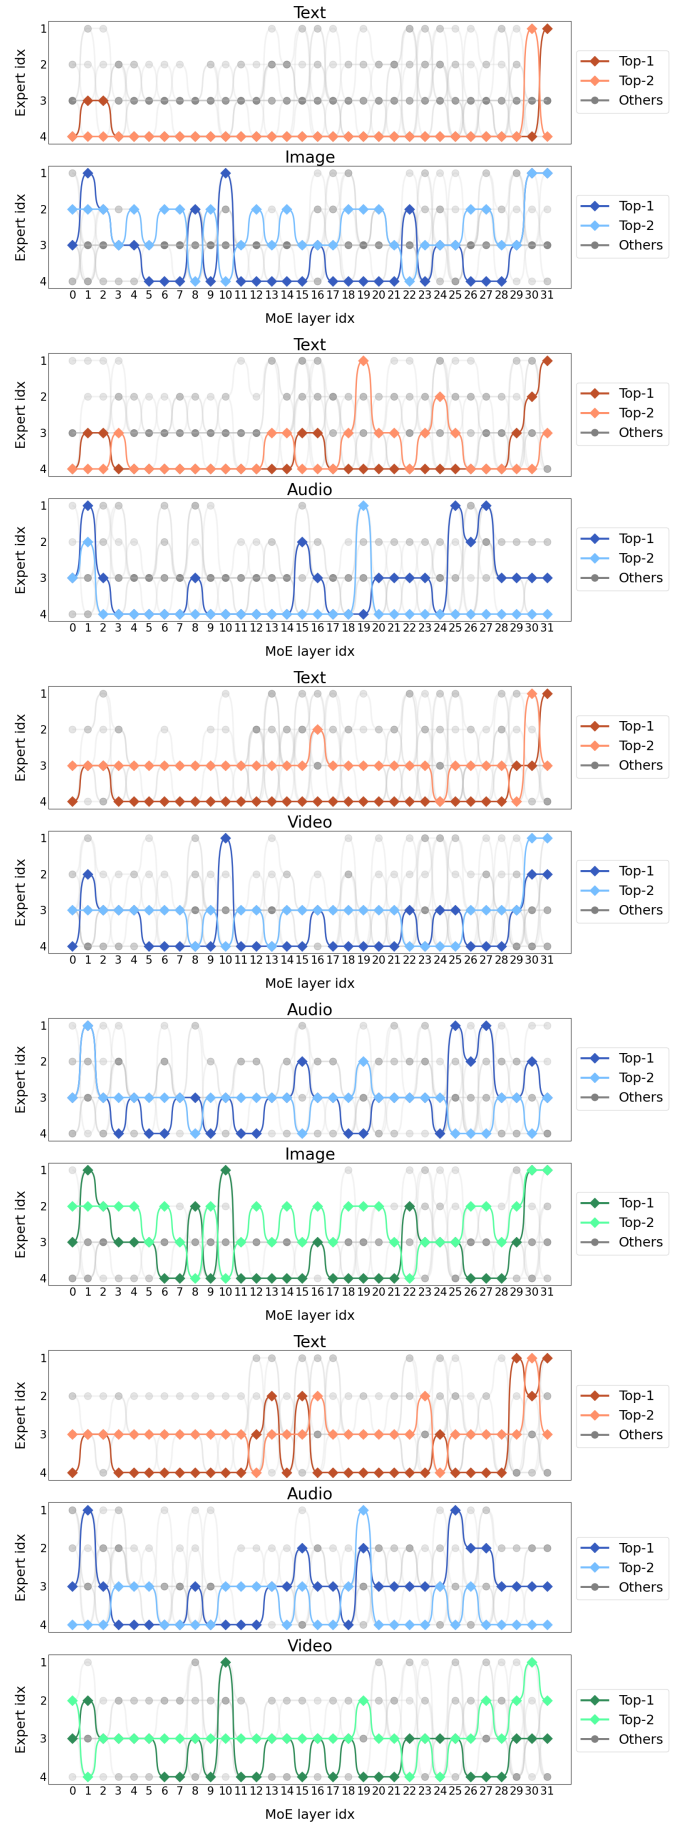 Text
Expert idx
1
2
3
4
Top-1
Top-2
Others
Image
Expert idx
1
2
3
4
Top-1
Top-2
Others
0 1 2 3 4 5 6 7 8 9 10 11 12 13 14 15 16 17 18 19 20 21 22 23 24 25 26 27 28 29 30 31
MoE layer idx
Text
Expert idx
1
2
3
4
Top-1
Top-2
Others
Audio
Expert idx
1
2
3
4
Top-1
Top-2
Others
0 1 2 3 4 5 6 7 8 9 10 11 12 13 14 15 16 17 18 19 20 21 22 23 24 25 26 27 28 29 30 31
MoE layer idx
Text
Expert idx
1
2
3
4
Top-1
Top-2
Others
Video
Expert idx
1
2
3
4
Top-1
Top-2
Others
0 1 2 3 4 5 6 7 8 9 10 11 12 13 14 15 16 17 18 19 20 21 22 23 24 25 26 27 28 29 30 31
MoE layer idx
Audio
Expert idx
1
2
3
4
Top-1
Top-2
Others
Image
Expert idx
1
2
3
4
Top-1
Top-2
Others
0 1 2 3 4 5 6 7 8 9 10 11 12 13 14 15 16 17 18 19 20 21 22 23 24 25 26 27 28 29 30 31
MoE layer idx
Text
Expert idx
1
2
3
4
Top-1
Top-2
Others
Audio
Expert idx
1
2
3
4
Top-1
Top-2
Others
Video
Expert idx
1
2
3
4
Top-1
Top-2
Others
0 1 2 3 4 5 6 7 8 9 10 11 12 13 14 15 16 17 18 19 20 21 22 23 24 25 26 27 28 29 30 31
MoE layer idx